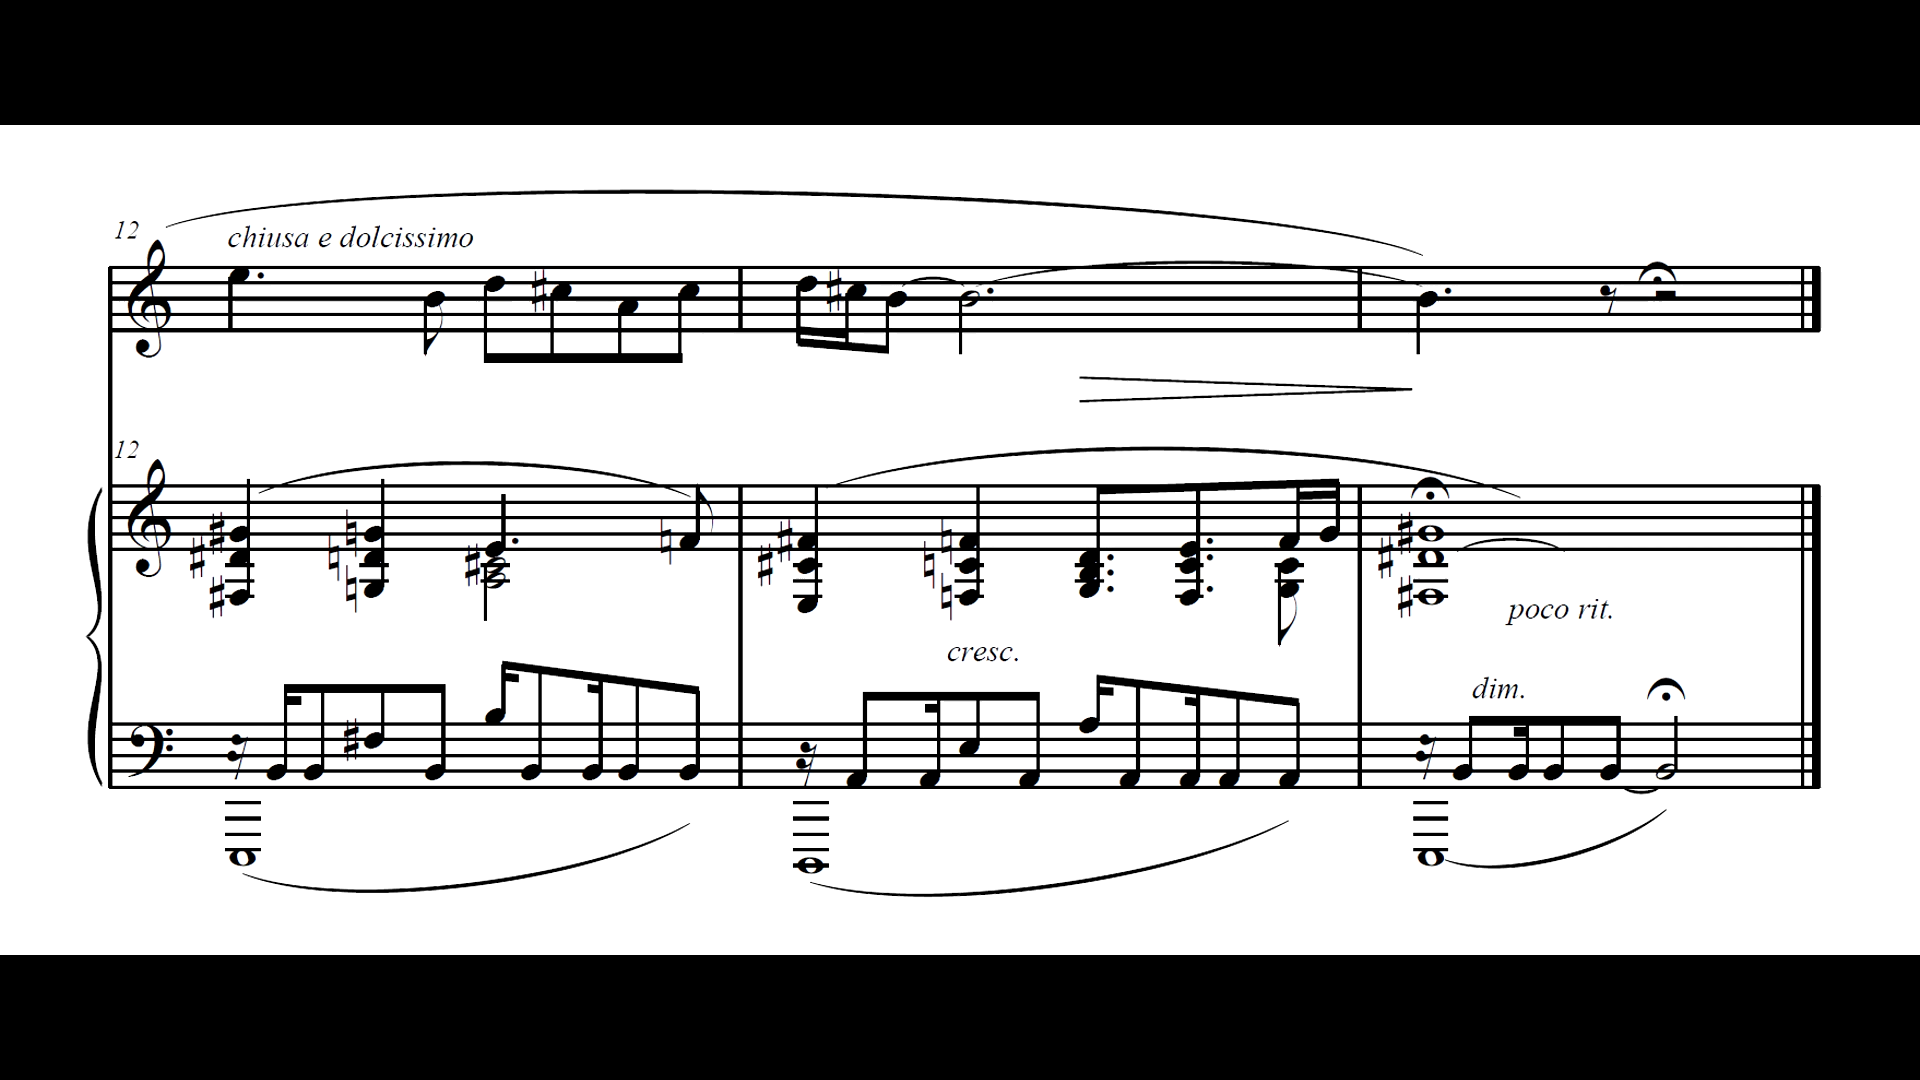 12
chiusa e dolcissimo
12
cresc.
poco rit.
dim.